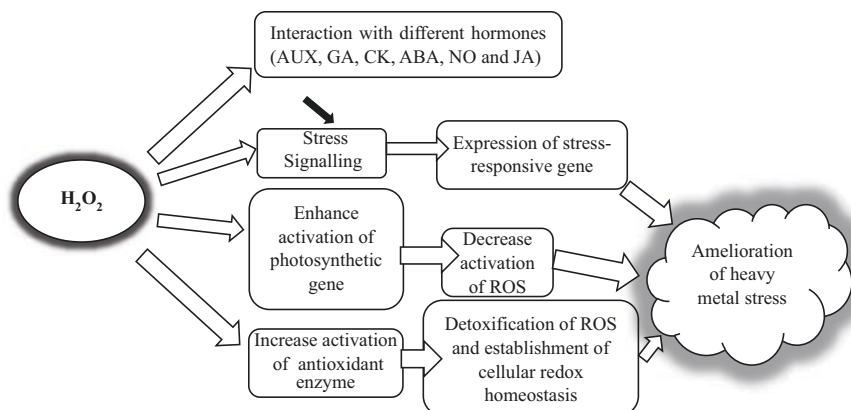 Interaction with different hormones
(AUX, GA, CK, ABA, NO and JA)
Stress
Signalling
Expression of stress-
responsive gene
H₂O₂
Enhance
activation of
photosynthetic
gene
Decrease
activation
of ROS
Amelioration
of heavy
metal stress
Increase activation
of antioxidant
enzyme
Detoxification of ROS
and establishment of
cellular redox
homeostasis